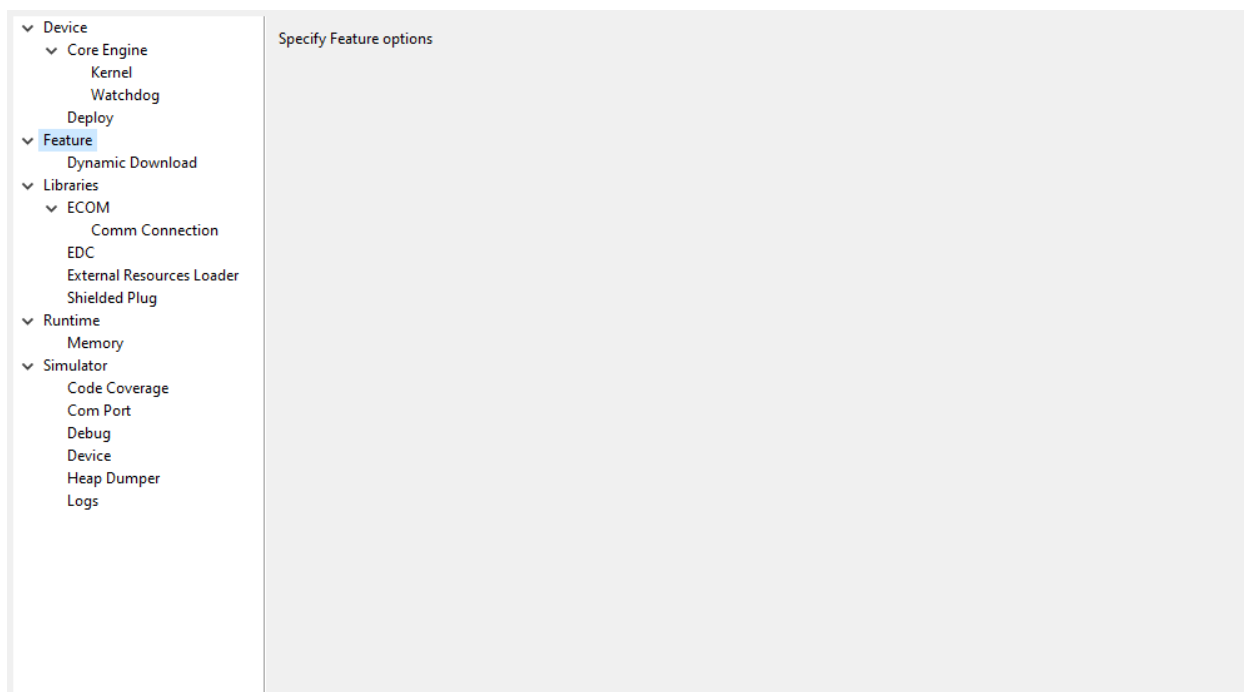 Device
Core Engine
Kernel
Watchdog
Deploy
Feature
Dynamic Download
Libraries
ECOM
Comm Connection
EDC
External Resources Loader
Shielded Plug
Runtime
Memory
Simulator
Code Coverage
Com Port
Debug
Device
Heap Dumper
Logs
Specify Feature options